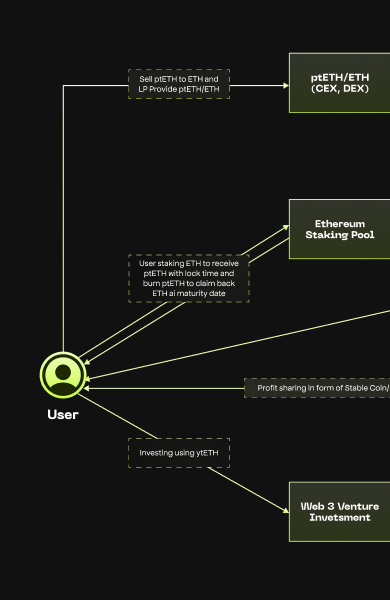 Sell ptETH to ETH and
LP Provide ptETH/ETH
ptETH/ETH
(CEX, DEX)
Ethereum
Staking Pool
User staking ETH to receive
ptETH with lock time and
burn ptETH to claim back
ETH ai maturity date
Profit sharing in form of Stable Coin/
User
Investing using ytETH
Web 3 Venture
Invetsment